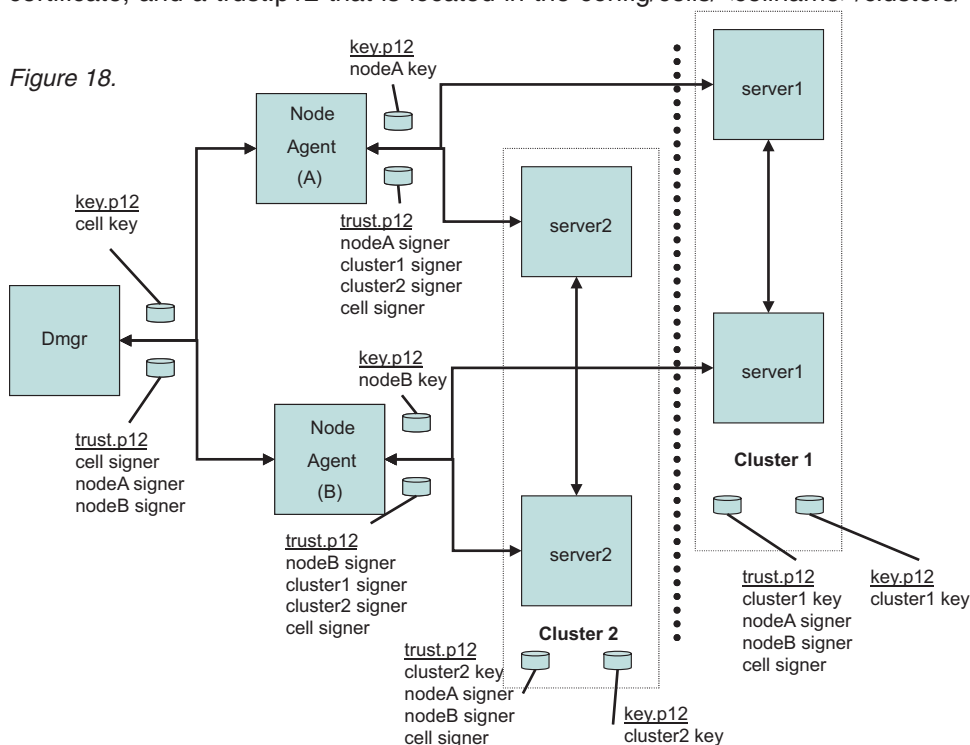 certificate, and a trust.p12 that is located in the config/cells/<cellname>/clusters/
Figure 18.
key.p12
nodeA key
Node
Agent
(A)
server1
key.p12
cell key
trust.p12
nodeA signer
cluster1 signer
cluster2 signer
cell signer
server2
Dmgr
key.p12
nodeB key
server1
trust.p12
cell signer
nodeA signer
nodeB signer
Node
Agent
(B)
Cluster 1
trust.p12
nodeB signer
cluster1 signer
cluster2 signer
cell signer
server2
trust.p12
cluster1 key
nodeA signer
nodeB signer
cell signer
key.p12
cluster1 key
Cluster 2
trust.p12
cluster2 key
nodeA signer
nodeB signer
cell signer
key.p12
cluster2 key